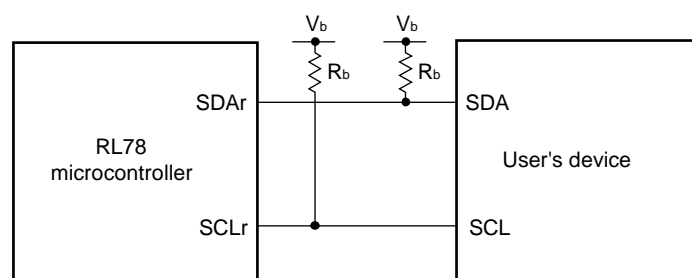 Vb Vb
Rb Rb
SDAr SDA
RL78
microcontroller
User's device
SCLr SCL